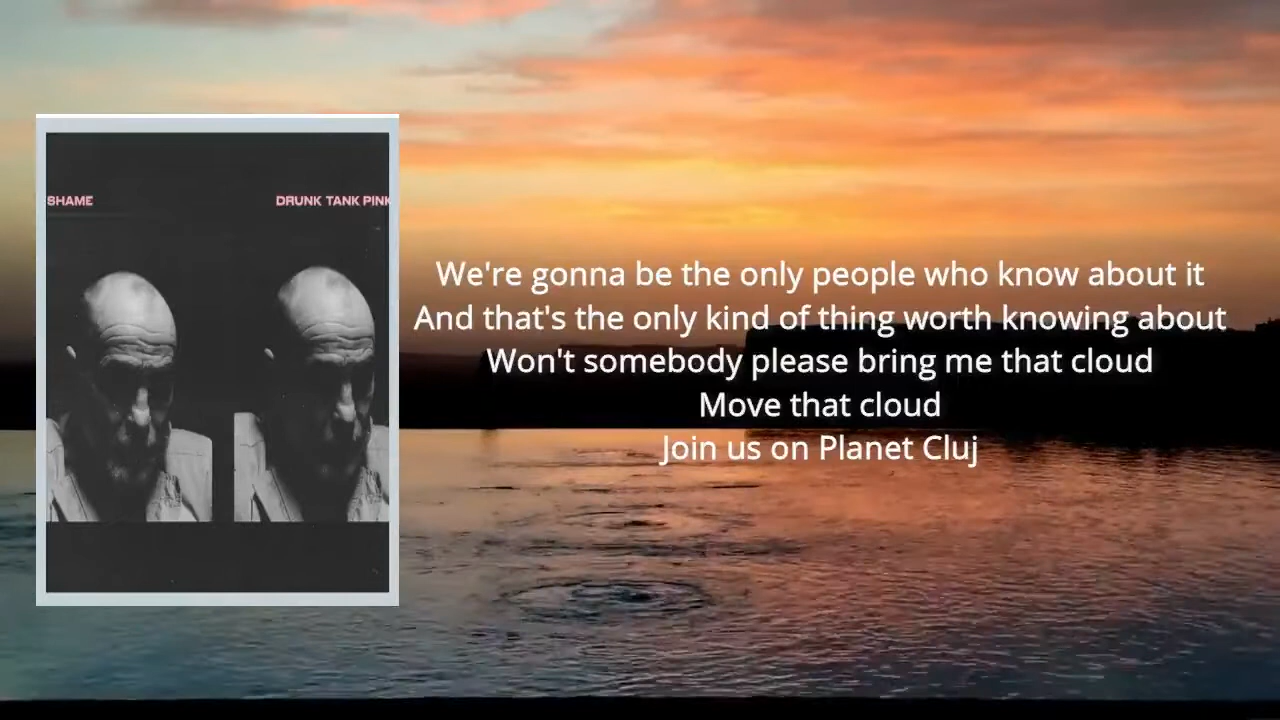 SHAME
DRUNK TANK PINK
We're gonna be the only people who know about it
And that's the only kind of thing worth knowing about
Won't somebody please bring me that cloud
Move that cloud
Join us on Planet Cluj